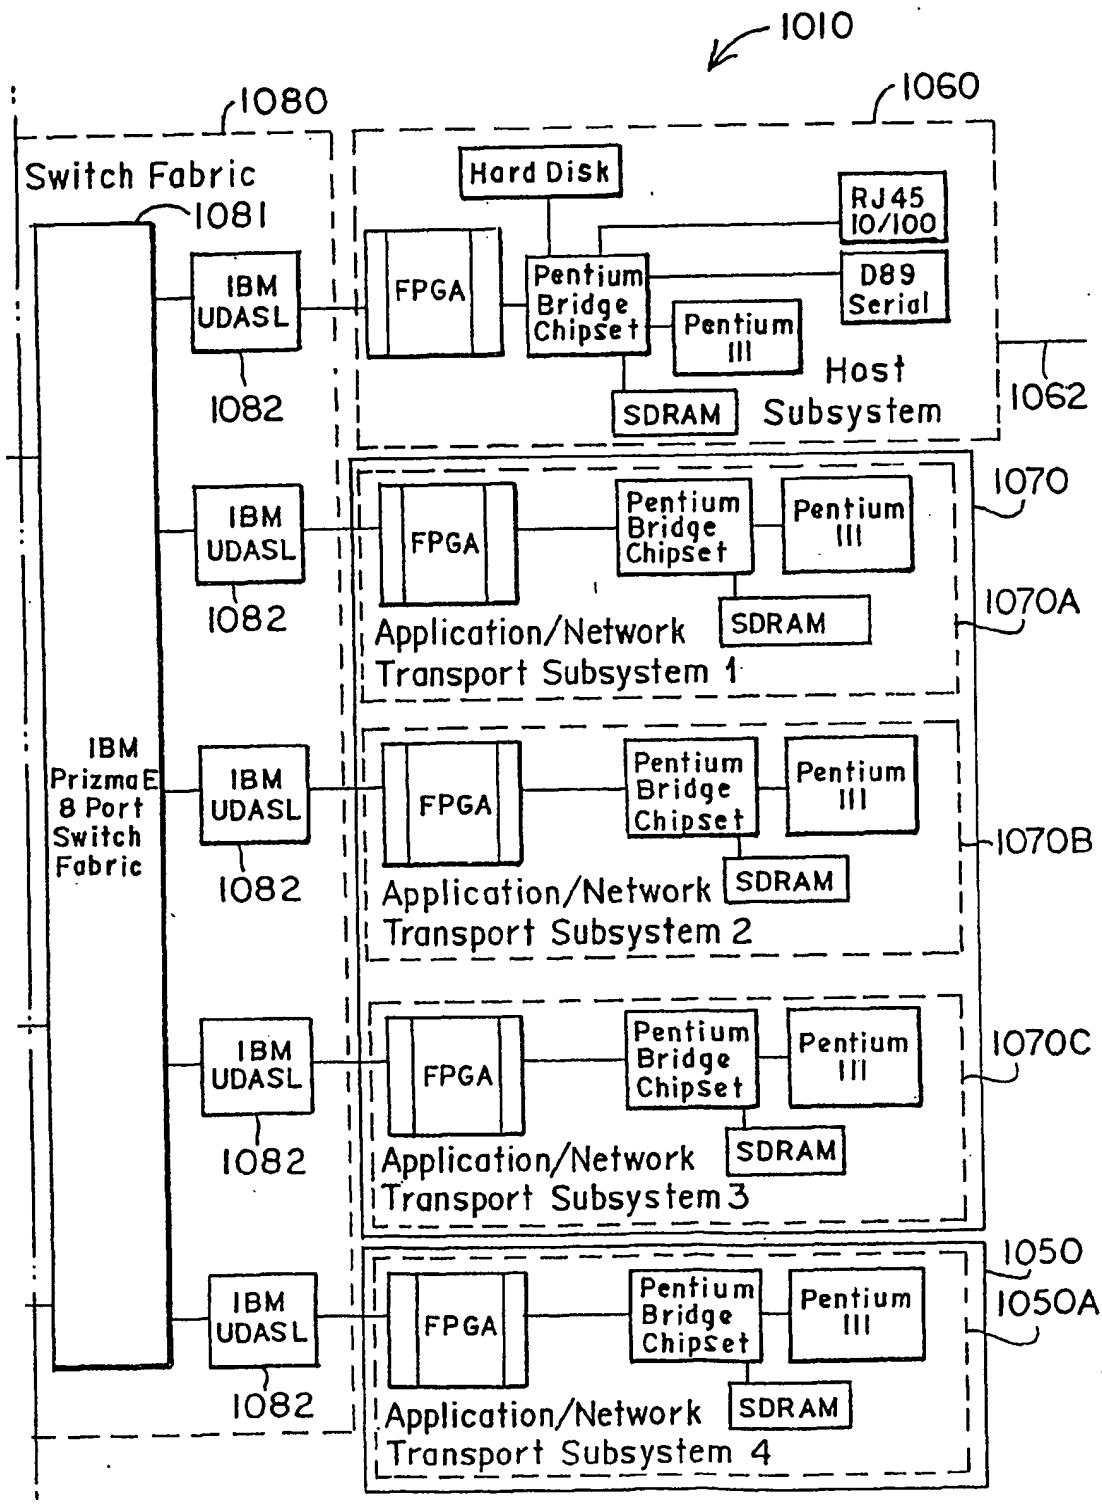 1010
1080
1060
Switch Fabric
1081
Hard Disk
RJ45
10/100
IBM
UDASL
FPGA
Pentium
Bridge
Chipset
D89
Serial
Pentium
III
1082
Host
Subsystem
1062
SDRAM
1070
IBM
UDASL
FPGA
Pentium
Bridge
Chipset
Pentium
III
1082
1070A
SDRAM
Application/Network
Transport Subsystem 1
IBM
PrizmaE
8 Port
Switch
Fabric
IBM
UDASL
FPGA
Pentium
Bridge
Chipset
Pentium
III
1070B
1082
SDRAM
Application/Network
Transport Subsystem 2
IBM
UDASL
FPGA
Pentium
Bridge
Chipset
Pentium
III
1070C
1082
SDRAM
Application/Network
Transport Subsystem 3
1050
IBM
UDASL
FPGA
Pentium
Bridge
Chipset
Pentium
III
1050A
1082
SDRAM
Application/Network
Transport Subsystem 4